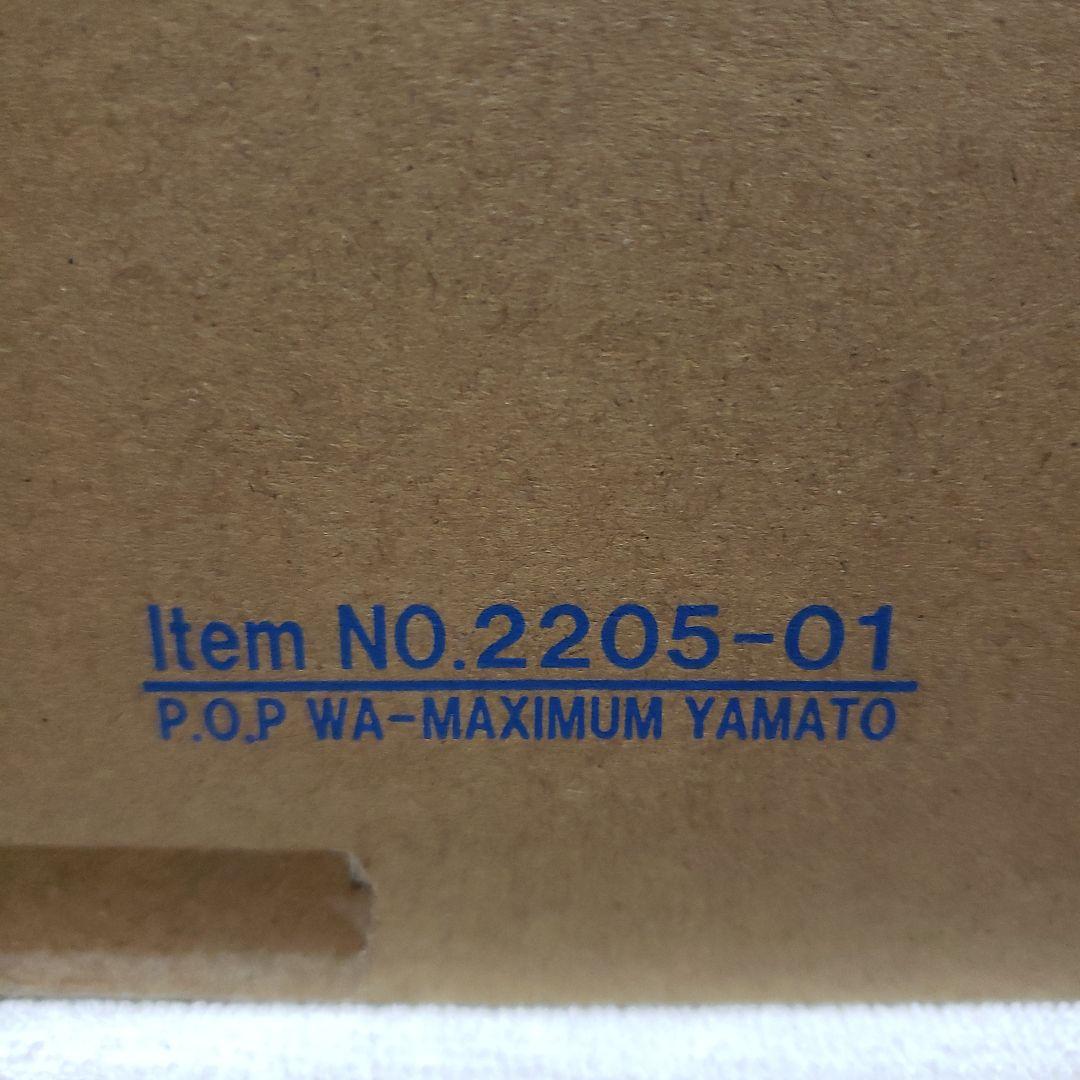 Item NO.2205-01
P.O.P WA-MAXIMUM YAMATO